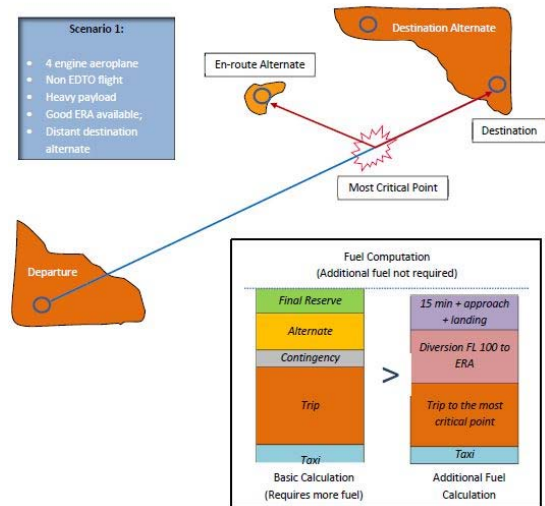 Scenario 1:
• 4 engine aeroplane
• Non EDTO flight
• Heavy payload
• Good ERA available;
• Distant destination
alternate
Destination Alternate
En-route Alternate
Destination
Most Critical Point
Departure
Fuel Computation
(Additional fuel not required)
Final Reserve
Alternate
Contingency
Trip
Taxi
Basic Calculation
(Requires more fuel)
>
15 min + approach
+ landing
Diversion FL 100 to
ERA
Trip to the most
critical point
Taxi
Additional Fuel
Calculation